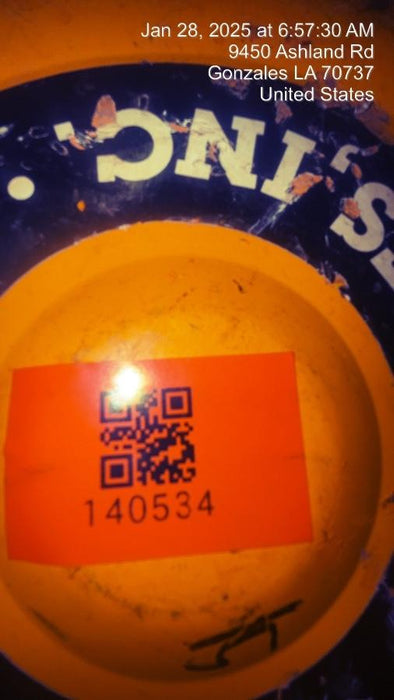 Jan 28, 2025 at 6:57:30 AM
9450 Ashland Rd
Gonzales LA 70737
United States
S, INC.
140534